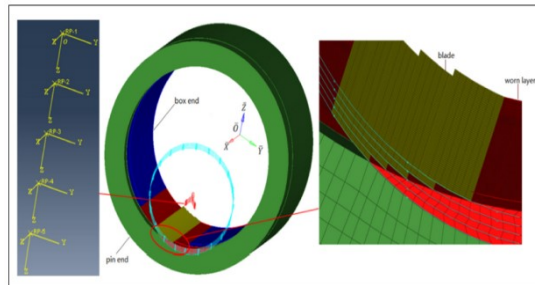 RP-1
X
O
Y
Z
RP-2
X
Y
Z
RP-3
X
Y
Z
RP-4
X
Y
Z
RP-5
X
Y
Z
box end
Z
O
X
Y
pin end
blade
worn layer